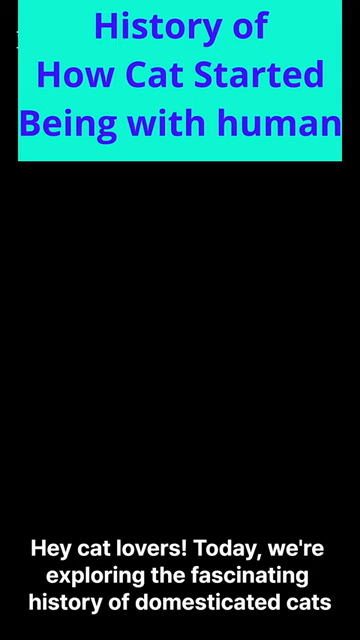 History of
How Cat Started
Being with human
Hey cat lovers! Today, we're
exploring the fascinating
history of domesticated cats